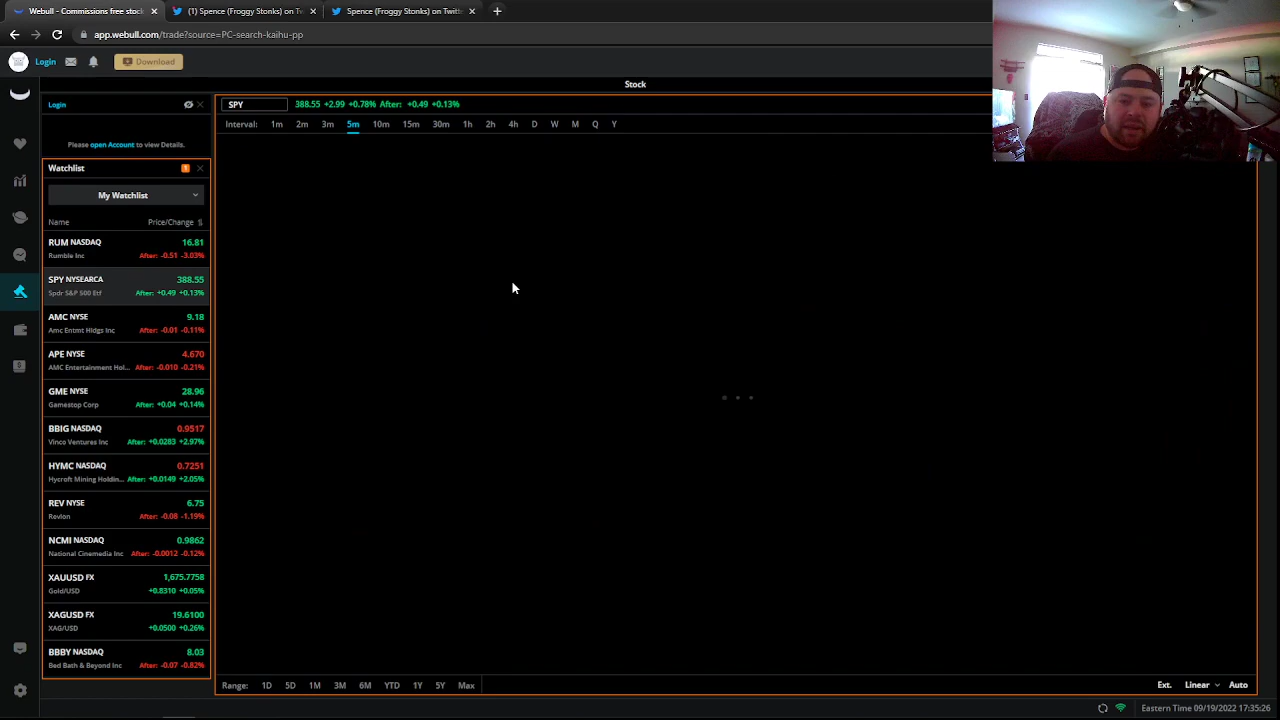 Webull - Commissions free stock
(1) Spence (Froggy Stonks) on Tw
Spence (Froggy Stonks) on Twitte
app.webull.com/trade?source=PC-search-kaihu-pp
Login
Download
Stock
Login
SPY 388.55 +2.99 +0.78% After: +0.49 +0.13%
Interval: 1m 2m 3m 5m 10m 15m 30m 1h 2h 4h D W M Q Y
Please open Account to view Details.
Watchlist 1
My Watchlist
Name Price/Change
RUM NASDAQ 16.81
Rumble Inc After: -0.51 -3.03%
SPY NYSEARCA 388.55
Spdr S&P 500 Etf After: +0.49 +0.13%
AMC NYSE 9.18
Amc Entmt Hldgs Inc After: -0.01 -0.11%
APE NYSE 4.670
AMC Entertainment Hol... After: -0.010 -0.21%
GME NYSE 28.96
Gamestop Corp After: +0.04 +0.14%
BBIG NASDAQ 0.9517
Vinco Ventures Inc After: +0.0283 +2.97%
HYMC NASDAQ 0.7251
Hycroft Mining Holdin... After: +0.0149 +2.05%
REV NYSE 6.75
Revlon After: -0.08 -1.19%
NCMI NASDAQ 0.9862
National Cinemedia Inc After: -0.0012 -0.12%
XAUUSD FX 1,675.7758
Gold/USD +0.8310 +0.05%
XAGUSD FX 19.6100
XAG/USD +0.0500 +0.26%
BBBY NASDAQ 8.03
Bed Bath & Beyond Inc After: -0.07 -0.82%
Range: 1D 5D 1M 3M 6M YTD 1Y 5Y Max
Ext. Linear Auto
Eastern Time 09/19/2022 17:35:26